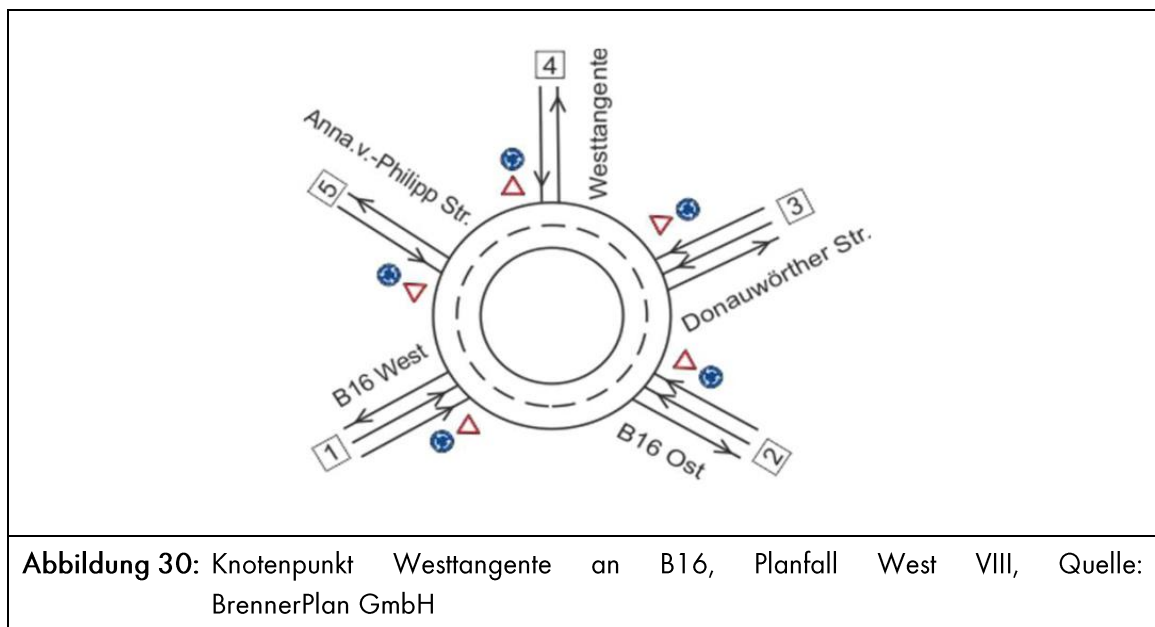 4
Westtangente
Anna.v.-Philipp Str.
5
3
Donauwörther Str.
B16 West
1
B16 Ost
2
Abbildung 30: Knotenpunkt Westtangente an B16, Planfall West VIII, Quelle:
BrennerPlan GmbH